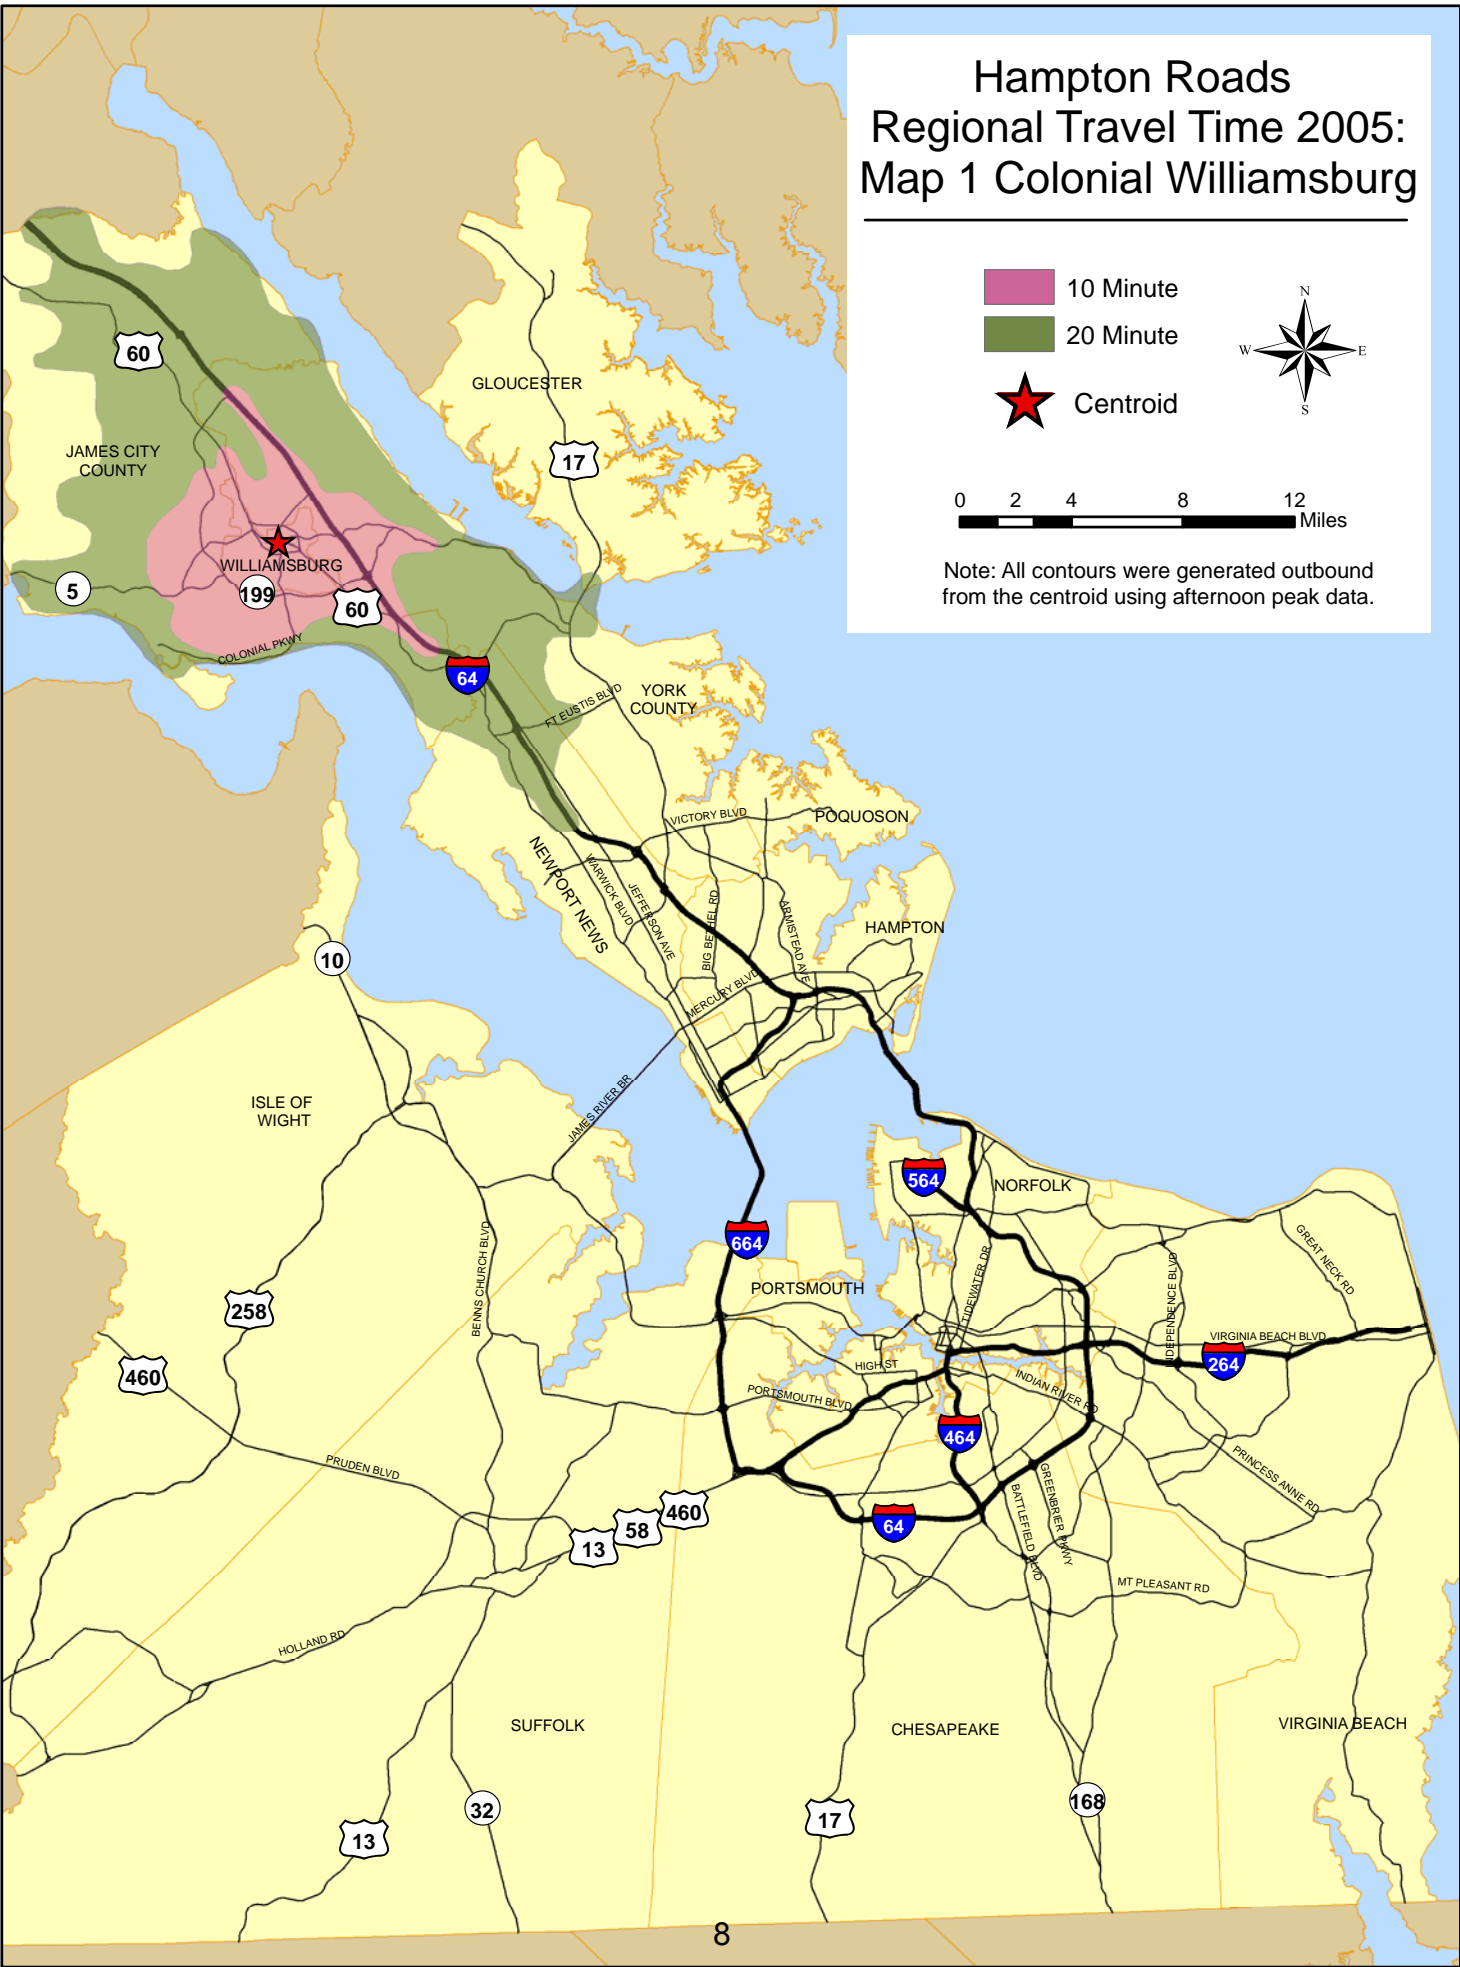 Hampton Roads
Regional Travel Time 2005:
Map 1 Colonial Williamsburg
10 Minute
20 Minute
Centroid
N
W
E
S
0 2 4 8 12
Miles
Note: All contours were generated outbound
from the centroid using afternoon peak data.
60
GLOUCESTER
JAMES CITY
COUNTY
17
WILLIAMSBURG
5
199
60
COLONIAL PKWY
64
FT EUSTIS BLVD
YORK
COUNTY
VICTORY BLVD
POQUOSON
NEWPORT NEWS
WARWICK BLVD
JEFFERSON AVE
BIG BETHEL RD
ARMISTEAD AVE
HAMPTON
10
MERCURY BLVD
ISLE OF
WIGHT
JAMES RIVER BR
564
NORFOLK
664
BENNS CHURCH BLVD
PORTSMOUTH
TIDEWATER DR
INDEPENDENCE BLVD
GREAT NECK RD
258
VIRGINIA BEACH BLVD
264
HIGH ST
460
PORTSMOUTH BLVD
INDIAN RIVER RD
464
PRUDEN BLVD
PRINCESS ANNE RD
460
58
13
64
BATTLEFIELD BLVD
GREENBRIER PKWY
MT PLEASANT RD
HOLLAND RD
SUFFOLK
CHESAPEAKE
VIRGINIA BEACH
32
13
17
168
8